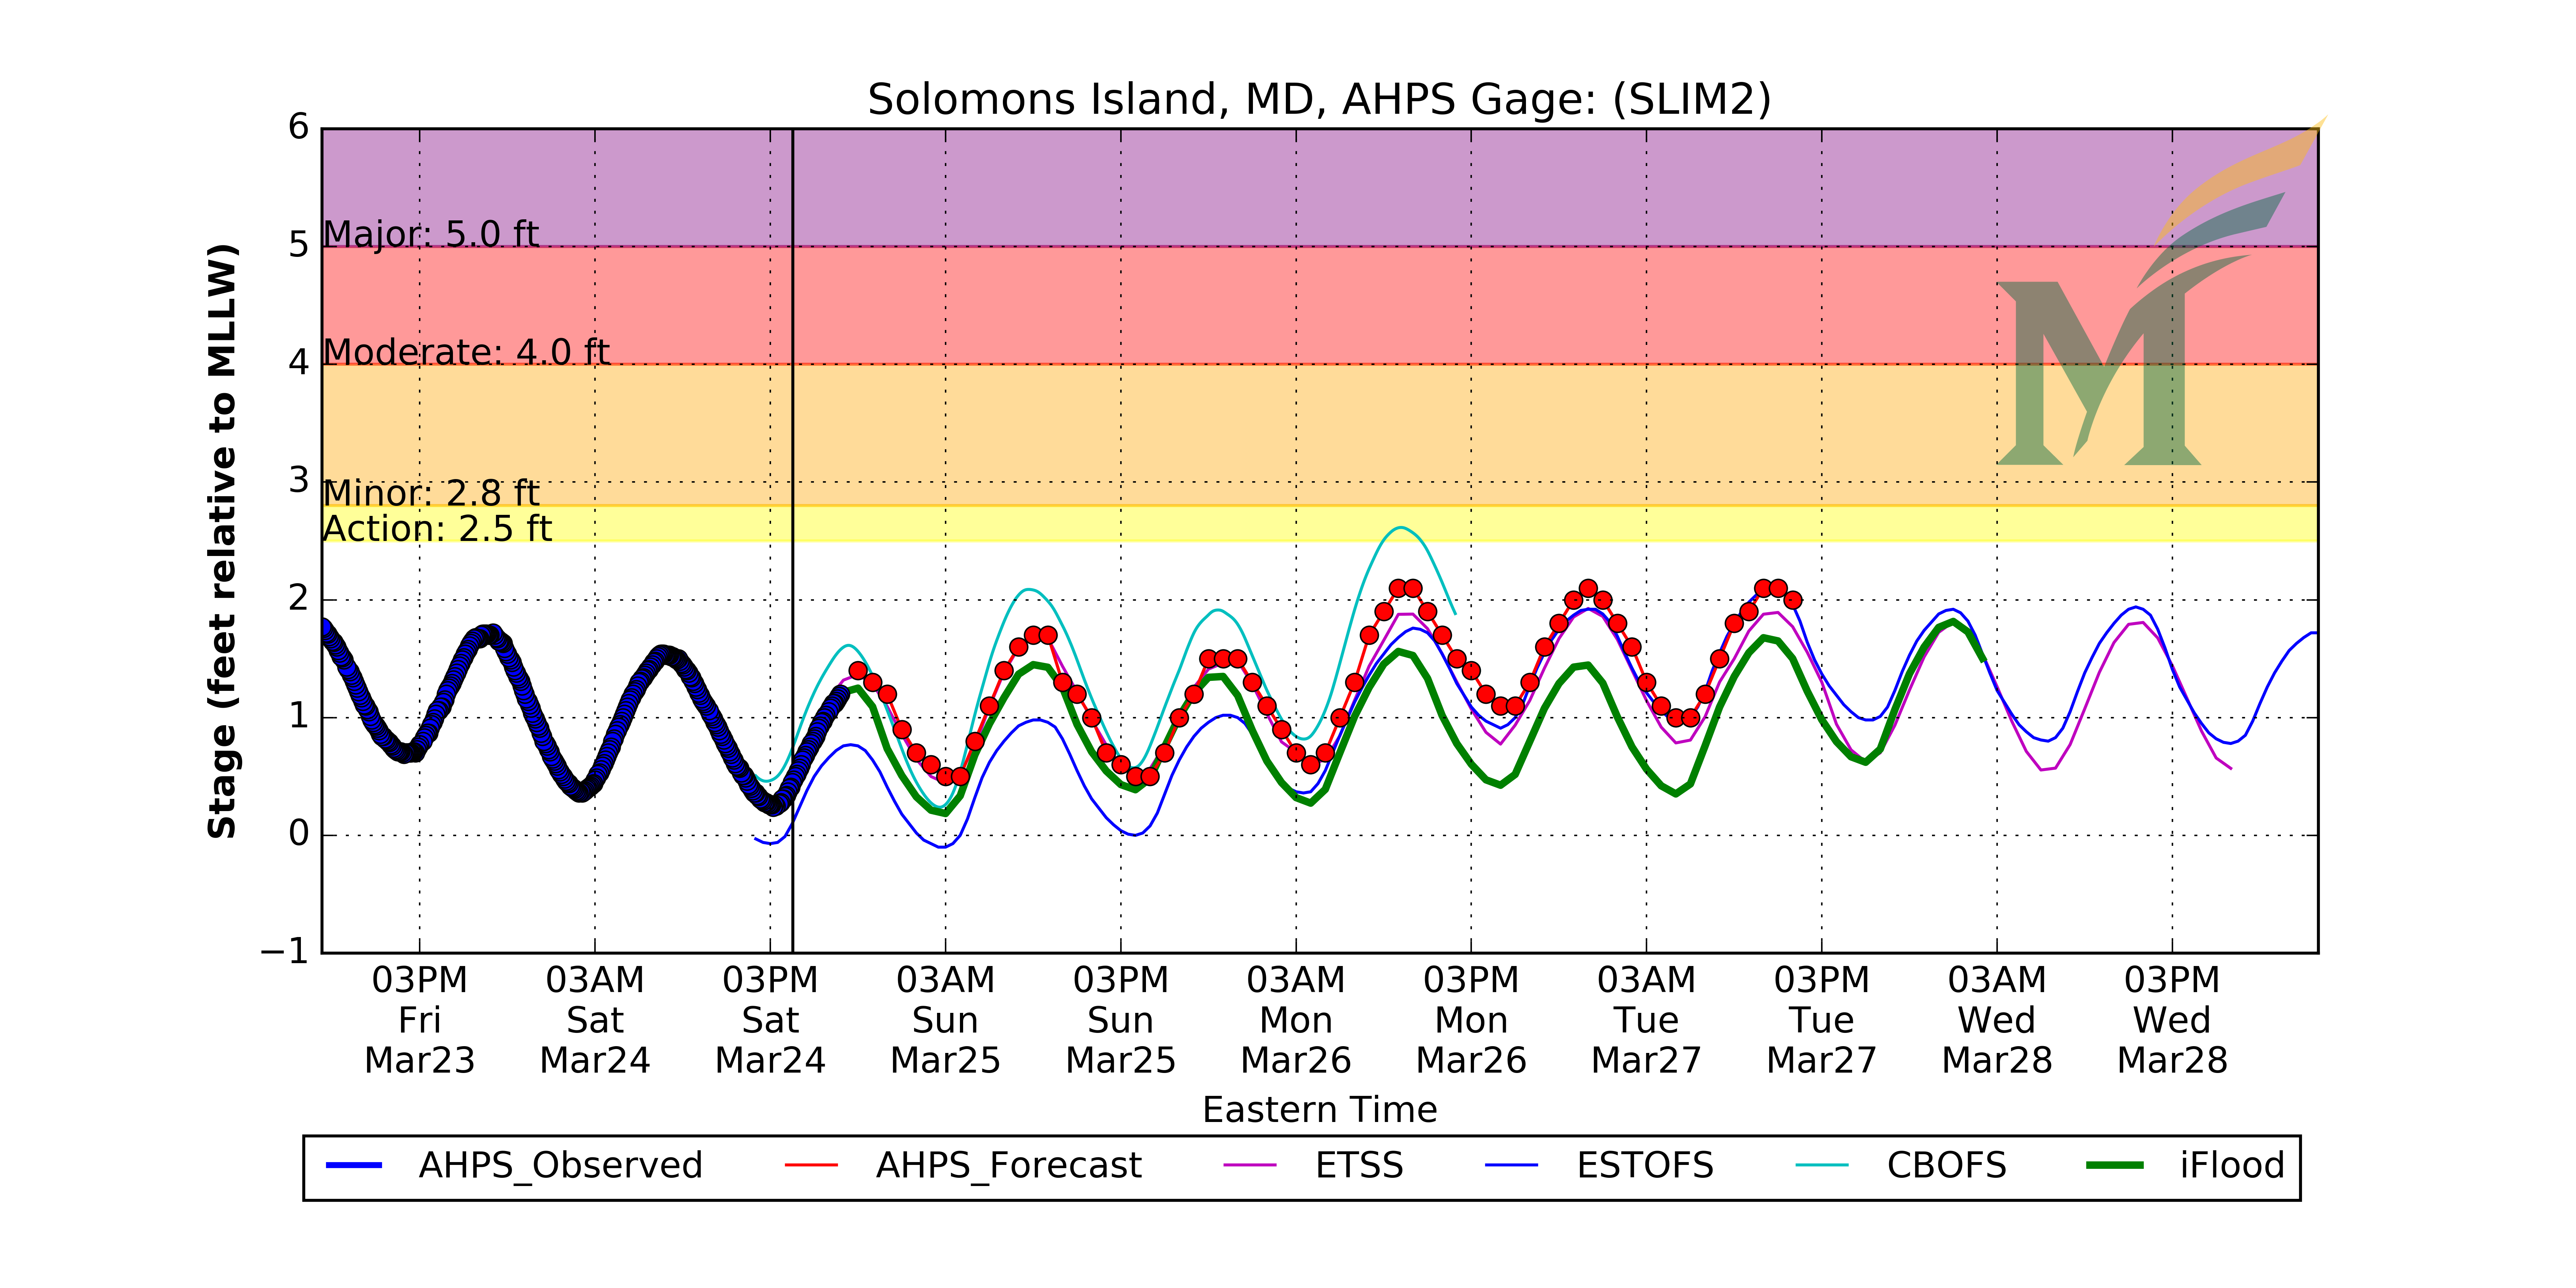 Solomons Island, MD, AHPS Gage: (SLIM2)
6
5
4
3
2
1
0
−1
Stage (feet relative to MLLW)
Major: 5.0 ft
Moderate: 4.0 ft
Minor: 2.8 ft
Action: 2.5 ft
M
03PM 03AM 03PM 03AM 03PM 03AM 03PM 03AM 03PM 03AM 03PM
Fri Sat Sat Sun Sun Mon Mon Tue Tue Wed Wed
Mar23 Mar24 Mar24 Mar25 Mar25 Mar26 Mar26 Mar27 Mar27 Mar28 Mar28
Eastern Time
AHPS_Observed AHPS_Forecast ETSS ESTOFS CBOFS iFlood